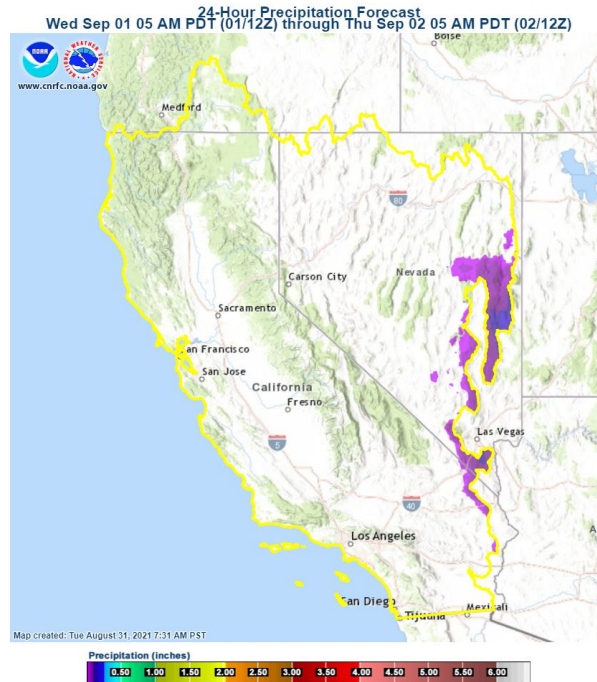 24-Hour Precipitation Forecast
Wed Sep 01 05 AM PDT (01/12Z) through Thu Sep 02 05 AM PDT (02/12Z)
Boise
NOAA
www.cnrfc.noaa.gov
Medford
80
Carson City
Nevada
Sacramento
San Francisco
San Jose
California
Fresno
Las Vegas
5
40
Los Angeles
A
San Diego
Tijuana
Mexicali
Map created: Tue August 31, 2021 7:31 AM PST
Precipitation (inches)
0.50 1.00 1.50 2.00 2.50 3.00 3.50 4.00 4.50 5.00 5.50 6.00